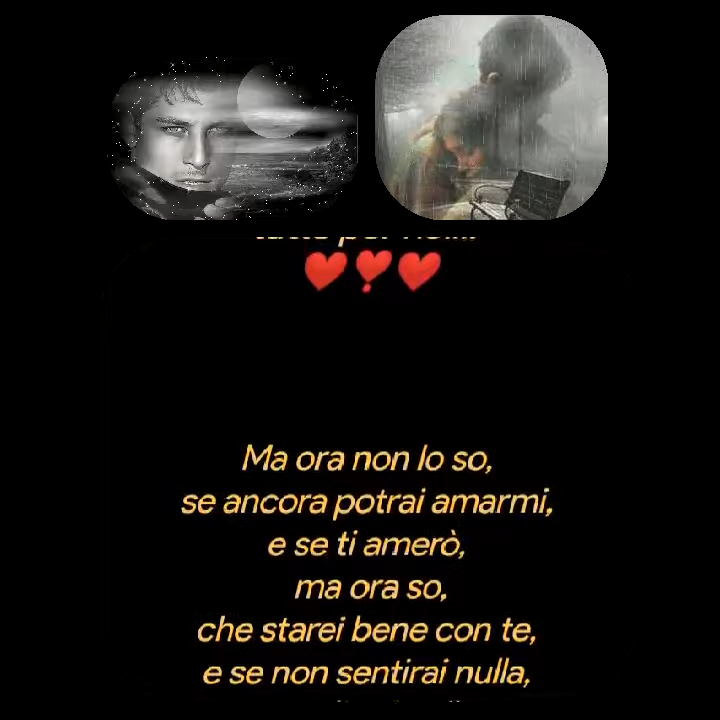 ❤️❣️❤️
Ma ora non lo so,
se ancora potrai amarmi,
e se ti amerò,
ma ora so,
che starei bene con te,
e se non sentirai nulla,